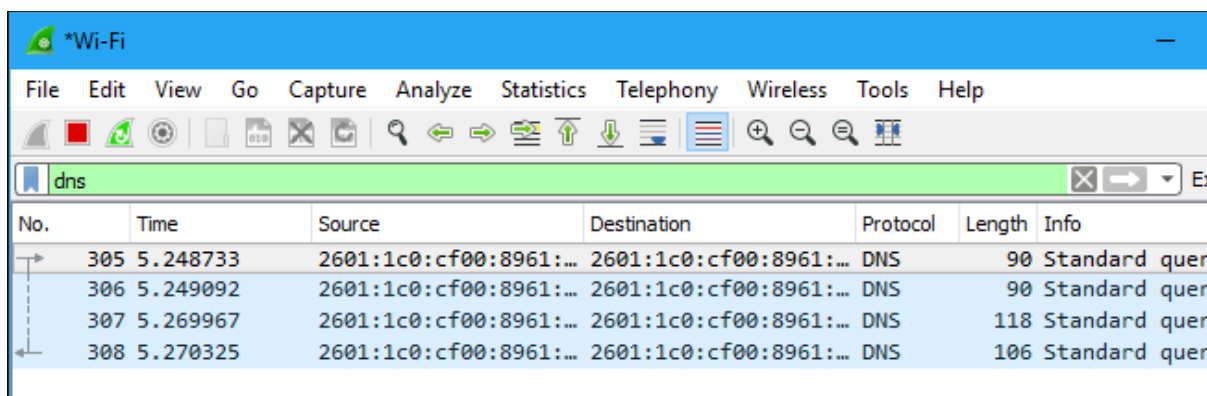 *Wi-Fi
File Edit View Go Capture Analyze Statistics Telephony Wireless Tools Help
dns
No. Time Source Destination Protocol Length Info
305 5.248733 2601:1c0:cf00:8961:… 2601:1c0:cf00:8961:… DNS 90 Standard quer
306 5.249092 2601:1c0:cf00:8961:… 2601:1c0:cf00:8961:… DNS 90 Standard quer
307 5.269967 2601:1c0:cf00:8961:… 2601:1c0:cf00:8961:… DNS 118 Standard quer
308 5.270325 2601:1c0:cf00:8961:… 2601:1c0:cf00:8961:… DNS 106 Standard quer